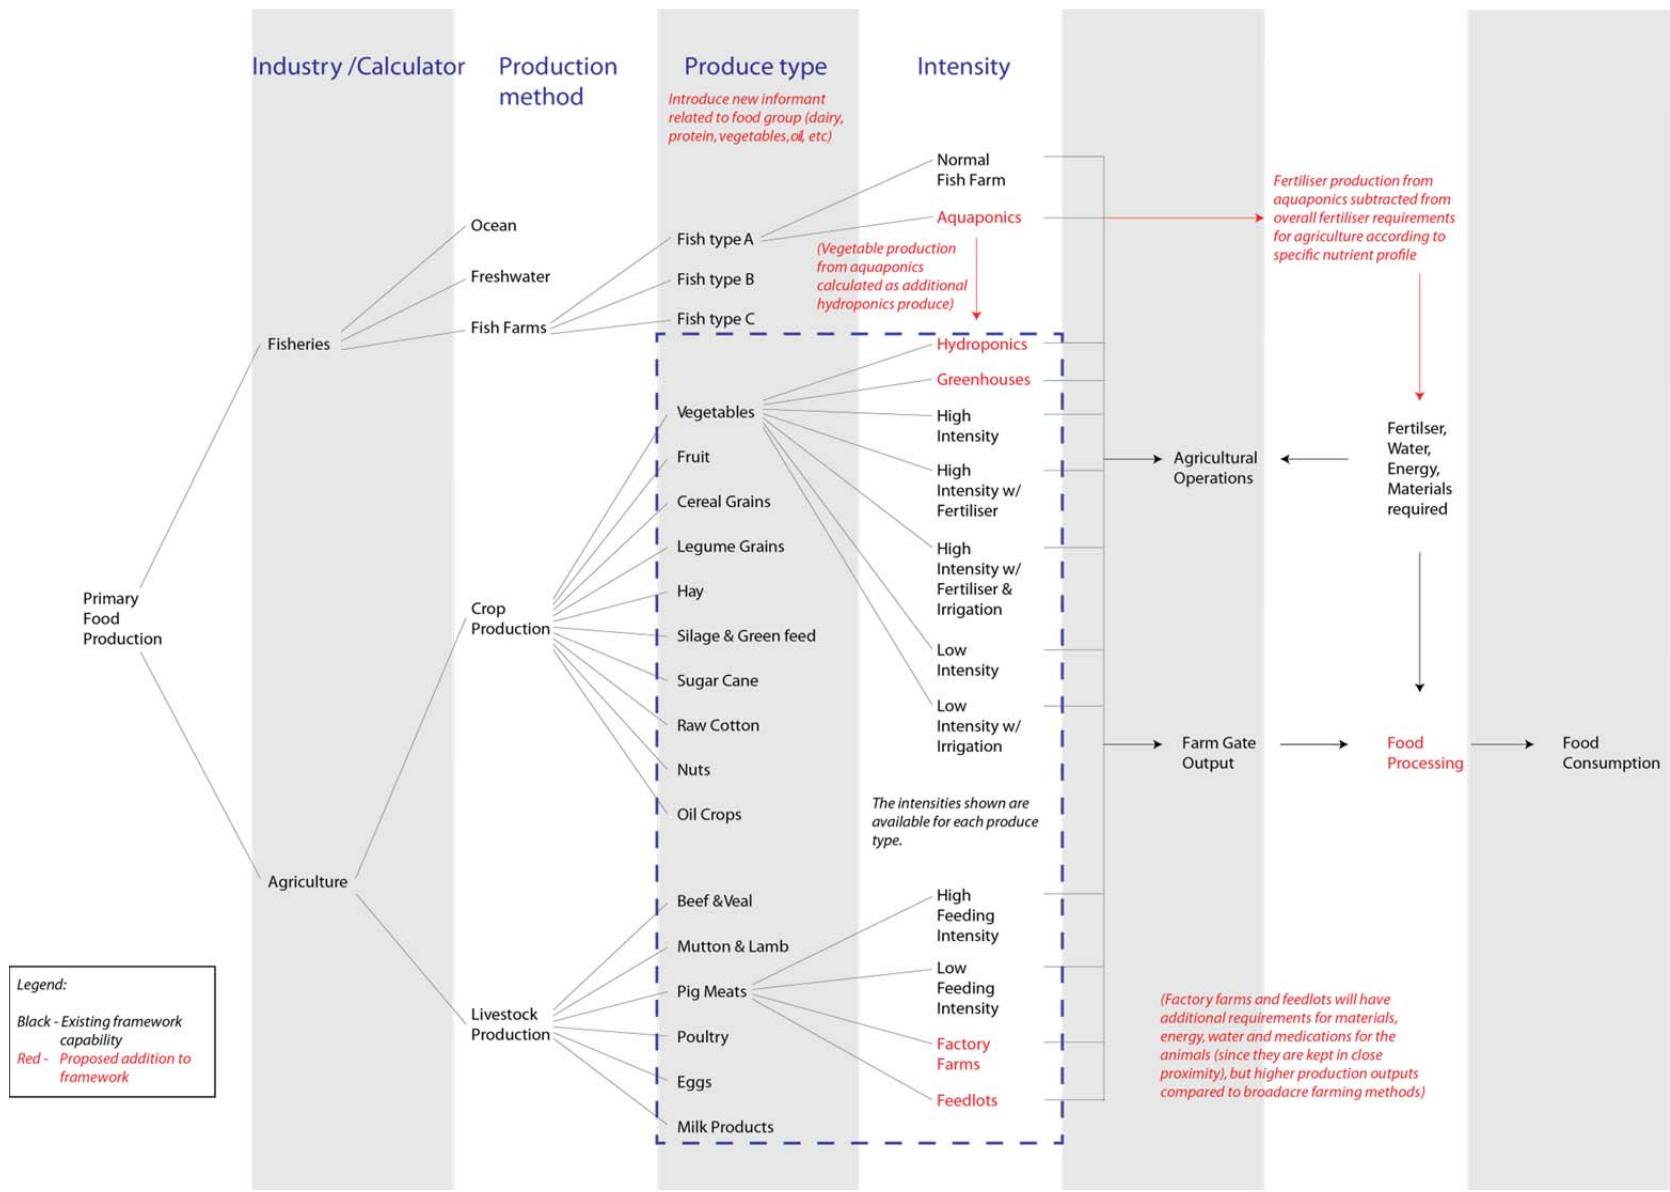 Industry /Calculator
Production
method
Produce type
Intensity
Introduce new informant
related to food group (dairy,
protein, vegetables, oil, etc)
Normal
Fish Farm
Aquaponics
Fertiliser production from
aquaponics subtracted from
overall fertiliser requirements
for agriculture according to
specific nutrient profile
Ocean
Freshwater
Fish Farms
Fish type A
Fish type B
Fish type C
(Vegetable production
from aquaponics
calculated as additional
hydroponics produce)
Fisheries
Hydroponics
Greenhouses
High
Intensity
High
Intensity w/
Fertiliser
High
Intensity w/
Fertiliser &
Irrigation
Low
Intensity
Low
Intensity w/
Irrigation
Vegetables
Fruit
Cereal Grains
Legume Grains
Hay
Silage & Green feed
Sugar Cane
Raw Cotton
Nuts
Oil Crops
Agricultural
Operations
Fertilser,
Water,
Energy,
Materials
required
Primary
Food
Production
Crop
Production
Farm Gate
Output
Food
Processing
Food
Consumption
The intensities shown are
available for each produce
type.
Agriculture
Beef & Veal
Mutton & Lamb
Pig Meats
Poultry
Eggs
Milk Products
High
Feeding
Intensity
Low
Feeding
Intensity
Factory
Farms
Feedlots
Livestock
Production
(Factory farms and feedlots will have
additional requirements for materials,
energy, water and medications for the
animals (since they are kept in close
proximity), but higher production outputs
compared to broadacre farming methods)
Legend:
Black - Existing framework
capability
Red - Proposed addition to
framework